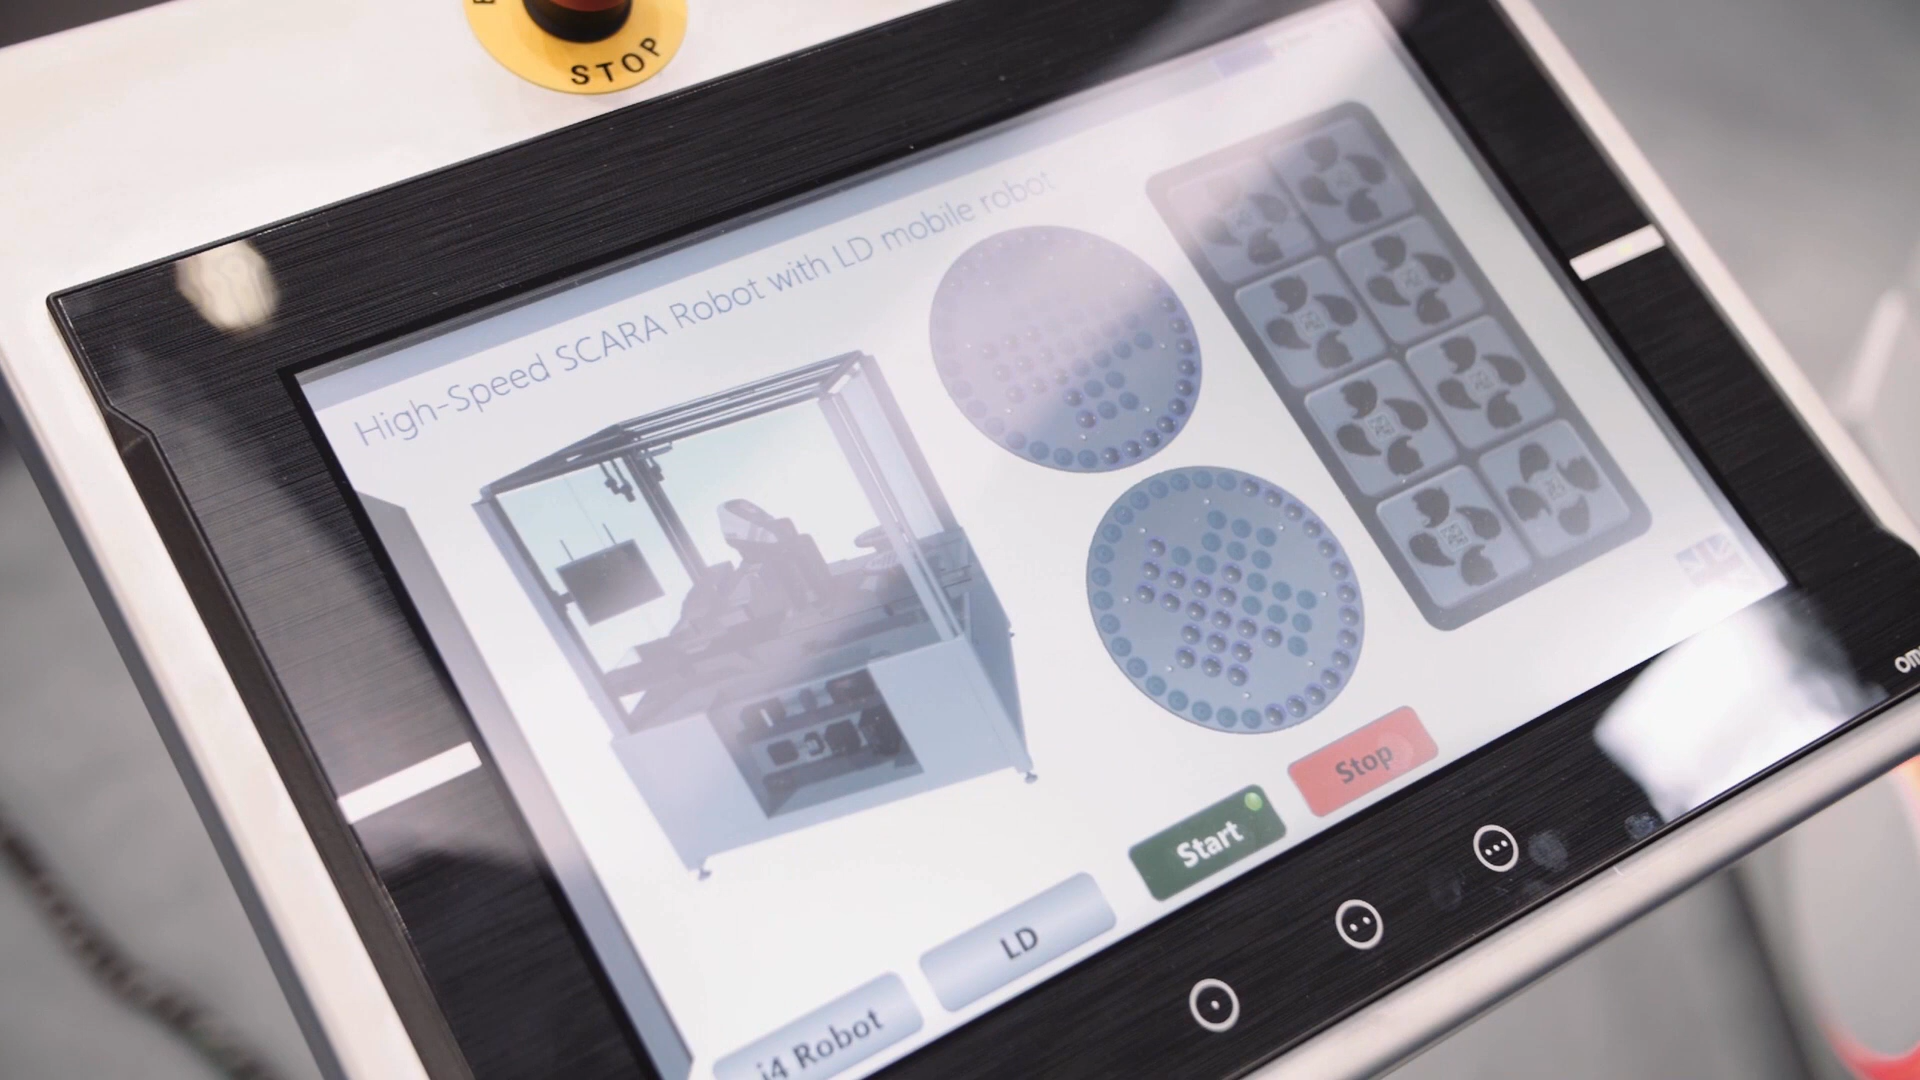 STOP
High-Speed SCARA Robot with LD mobile robot
Stop
Start
LD
i4 Robot